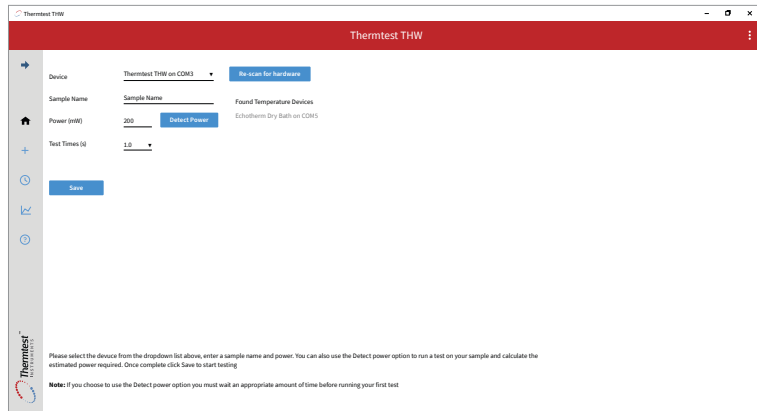 Thermtest THW
Thermtest THW
Device
Thermtest THW on COM3
Re-scan for hardware
Sample Name
Sample Name
Found Temperature Devices
Power (mW)
200
Detect Power
Echotherm Dry Bath on COM5
Test Times (s)
1.0
Save
Please select the devuce from the dropdown list above, enter a sample name and power. You can also use the Detect power option to run a test on your sample and calculate the
estimated power required. Once complete click Save to start testing
Note: If you choose to use the Detect power option you must wait an appropriate amount of time before running your first test
Thermtest™
INSTRUMENTS